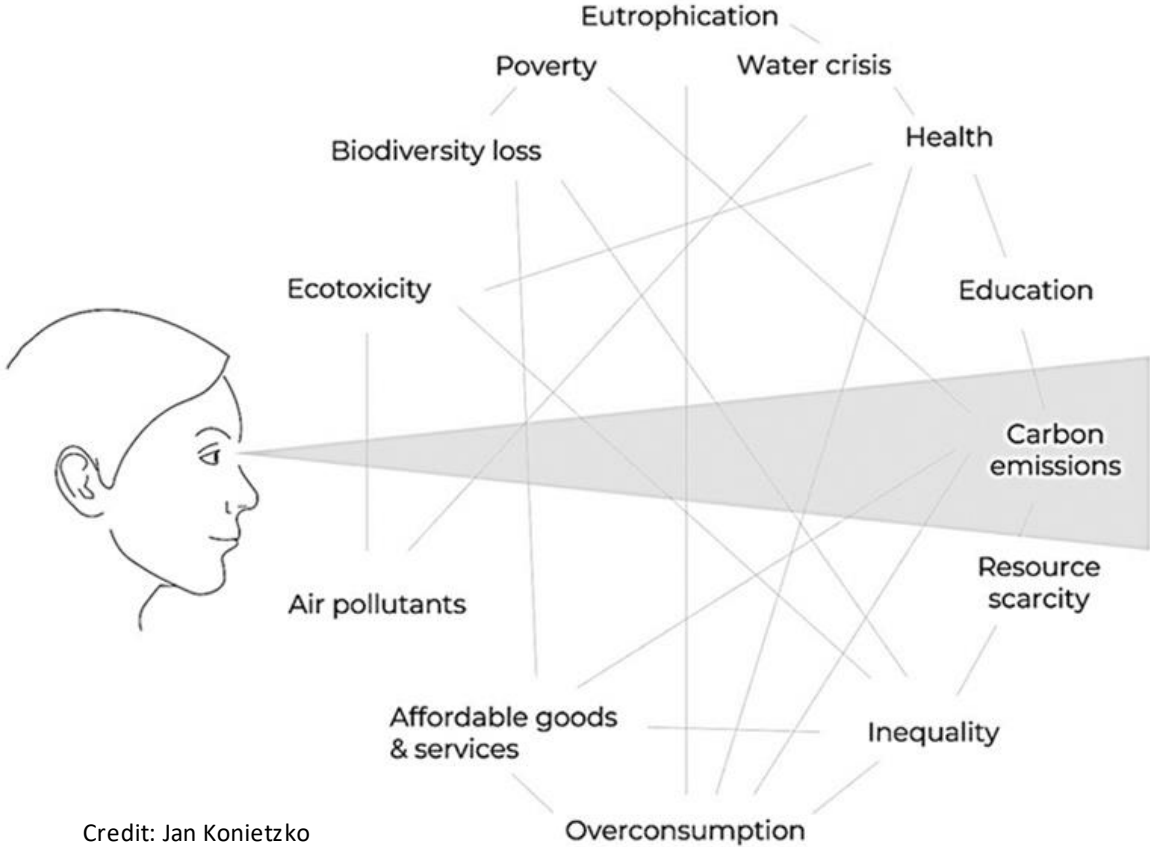 Eutrophication
Poverty
Water crisis
Health
Biodiversity loss
Ecotoxicity
Education
Carbon
emissions
Resource
scarcity
Air pollutants
Affordable goods
& services
Inequality
Overconsumption
Credit: Jan Konietzko